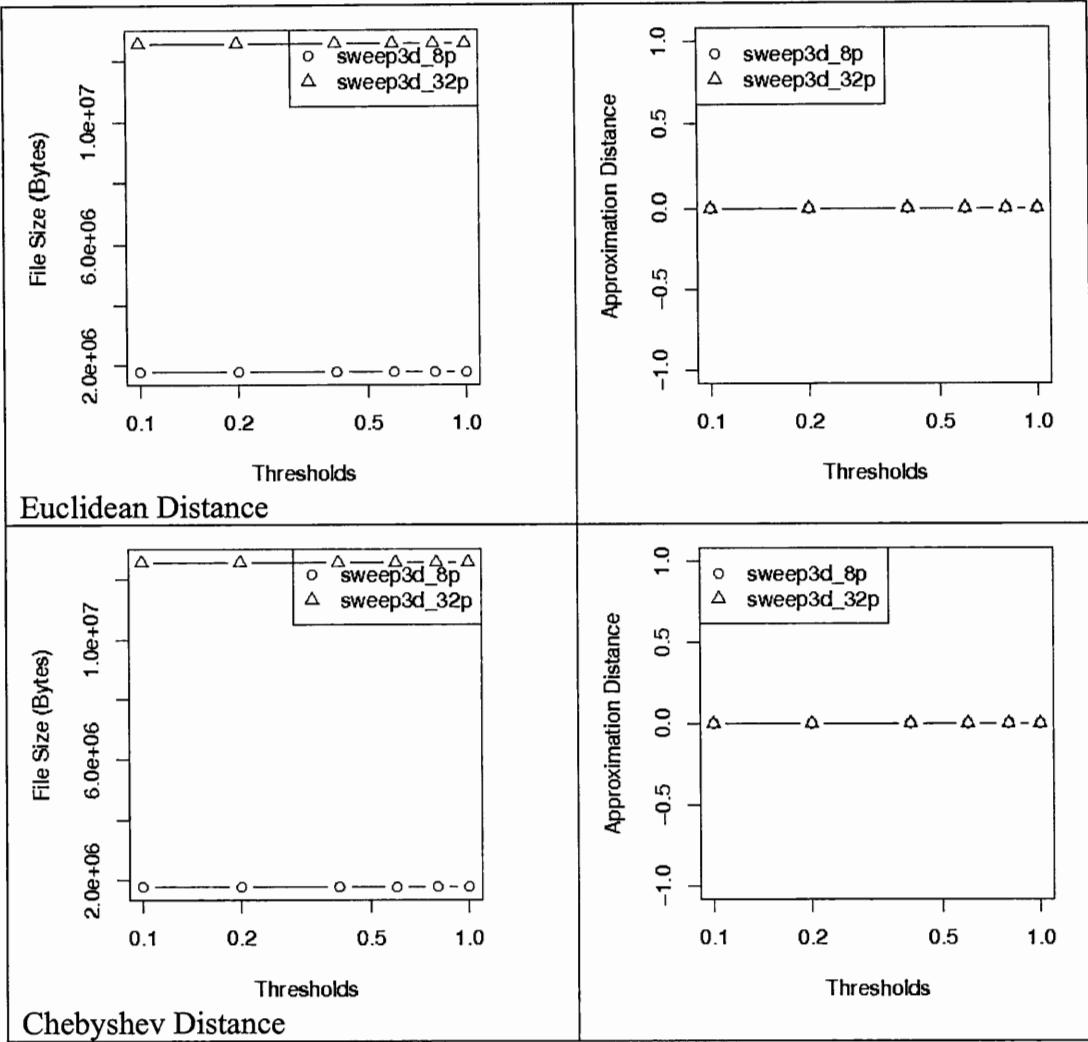 File Size (Bytes)
2.0e+06
6.0e+06
1.0e+07
sweep3d_8p
sweep3d_32p
0.1
0.2
0.5
1.0
Thresholds
Euclidean Distance
Approximation Distance
1.0
0.5
0.0
−0.5
−1.0
sweep3d_8p
sweep3d_32p
0.1
0.2
0.5
1.0
Thresholds
File Size (Bytes)
2.0e+06
6.0e+06
1.0e+07
sweep3d_8p
sweep3d_32p
0.1
0.2
0.5
1.0
Thresholds
Chebyshev Distance
Approximation Distance
1.0
0.5
0.0
−0.5
−1.0
sweep3d_8p
sweep3d_32p
0.1
0.2
0.5
1.0
Thresholds